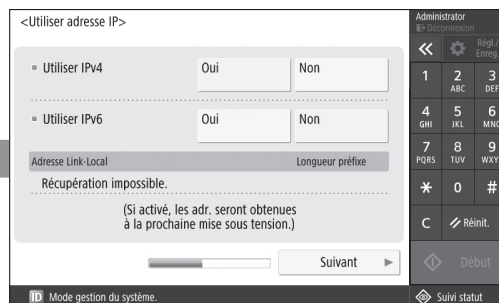 <Utiliser adresse IP>
Utiliser IPv4 Oui Non
Utiliser IPv6 Oui Non
Adresse Link-Local Longueur préfixe
Récupération impossible.
(Si activé, les adr. seront obtenues
à la prochaine mise sous tension.)
Suivant
ID Mode gestion du système.
Administrator
Déconnexion
Régl./
Enreg.
1 2 3
ABC DEF
4 5 6
GHI JKL MNO
7 8 9
PQRS TUV WXY
* 0 #
C Réinit.
Début
Suivi statut